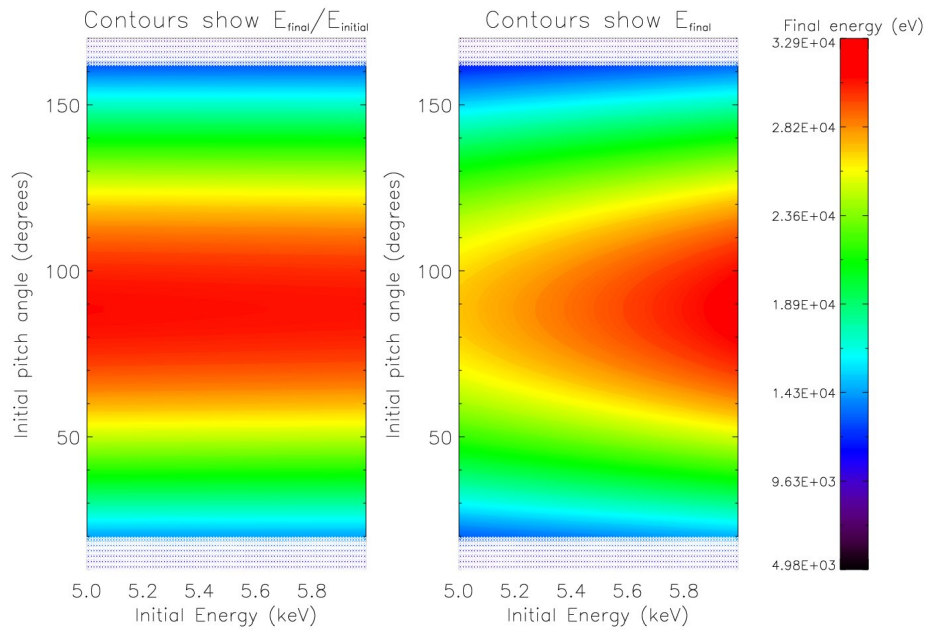 Contours show E_final/E_initial
Contours show E_final
Final energy (eV)
3.29E+04
2.82E+04
2.36E+04
1.89E+04
1.43E+04
9.63E+03
4.98E+03
Initial pitch angle (degrees)
150
100
50
5.0 5.2 5.4 5.6 5.8
Initial Energy (keV)
Initial pitch angle (degrees)
150
100
50
5.0 5.2 5.4 5.6 5.8
Initial Energy (keV)